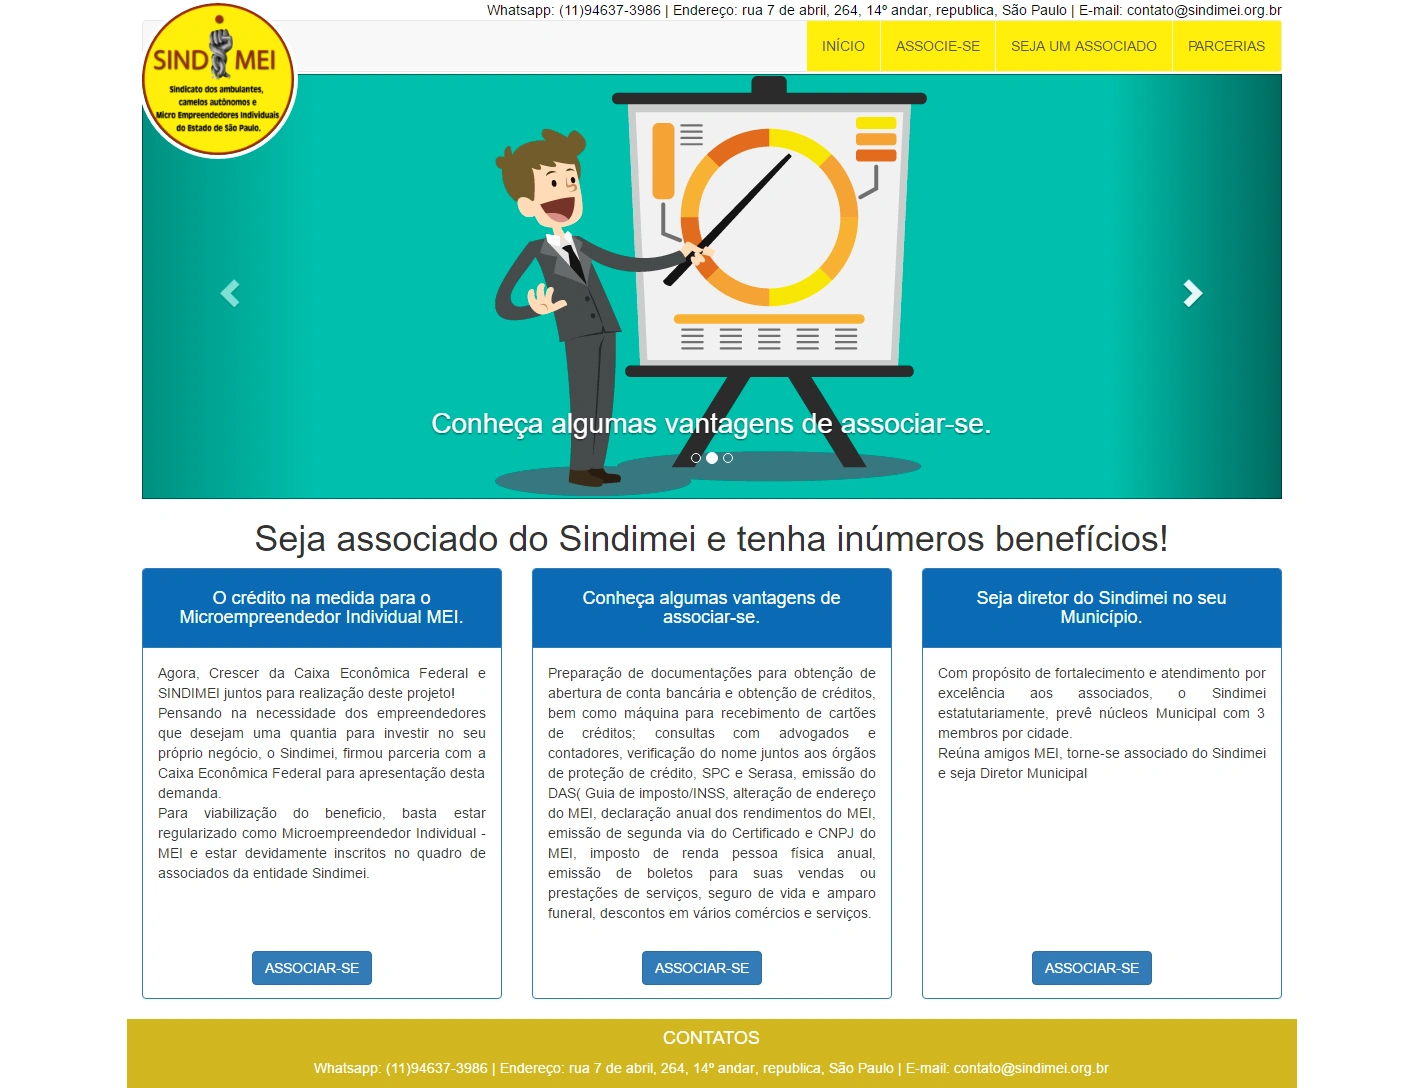 Whatsapp: (11)94637-3986 | Endereço: rua 7 de abril, 264, 14º andar, republica, São Paulo | E-mail: contato@sindimei.org.br
SINDIMEI
Sindicato dos ambulantes,
camelos autônomos e
Micro Empreendedores Individuais
do Estado de São Paulo.
INÍCIO
ASSOCIE-SE
SEJA UM ASSOCIADO
PARCERIAS
Conheça algumas vantagens de associar-se.
Seja associado do Sindimei e tenha inúmeros benefícios!
O crédito na medida para o
Microempreendedor Individual MEI.
Agora, Crescer da Caixa Econômica Federal e
SINDIMEI juntos para realização deste projeto!
Pensando na necessidade dos empreendedores
que desejam uma quantia para investir no seu
próprio negócio, o Sindimei, firmou parceria com a
Caixa Econômica Federal para apresentação desta
demanda.
Para viabilização do beneficio, basta estar
regularizado como Microempreendedor Individual -
MEI e estar devidamente inscritos no quadro de
associados da entidade Sindimei.
ASSOCIAR-SE
Conheça algumas vantagens de
associar-se.
Preparação de documentações para obtenção de
abertura de conta bancária e obtenção de créditos,
bem como máquina para recebimento de cartões
de créditos; consultas com advogados e
contadores, verificação do nome juntos aos órgãos
de proteção de crédito, SPC e Serasa, emissão do
DAS( Guia de imposto/INSS, alteração de endereço
do MEI, declaração anual dos rendimentos do MEI,
emissão de segunda via do Certificado e CNPJ do
MEI, imposto de renda pessoa física anual,
emissão de boletos para suas vendas ou
prestações de serviços, seguro de vida e amparo
funeral, descontos em vários comércios e serviços.
ASSOCIAR-SE
Seja diretor do Sindimei no seu
Município.
Com propósito de fortalecimento e atendimento por
excelência aos associados, o Sindimei
estatutariamente, prevê núcleos Municipal com 3
membros por cidade.
Reúna amigos MEI, torne-se associado do Sindimei
e seja Diretor Municipal
ASSOCIAR-SE
CONTATOS
Whatsapp: (11)94637-3986 | Endereço: rua 7 de abril, 264, 14º andar, republica, São Paulo | E-mail: contato@sindimei.org.br